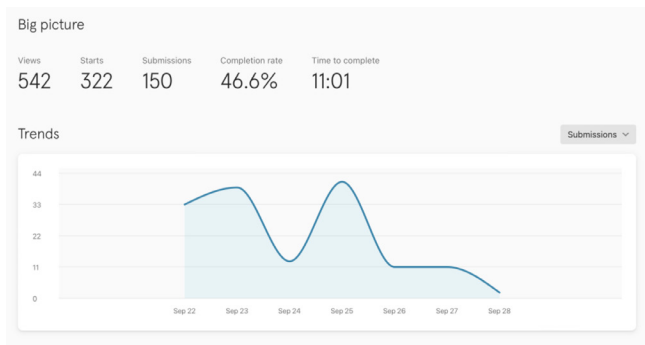 Big picture
Views Starts Submissions Completion rate Time to complete
542 322 150 46.6% 11:01
Trends
Submissions
44
33
22
11
0
Sep 22 Sep 23 Sep 24 Sep 25 Sep 26 Sep 27 Sep 28